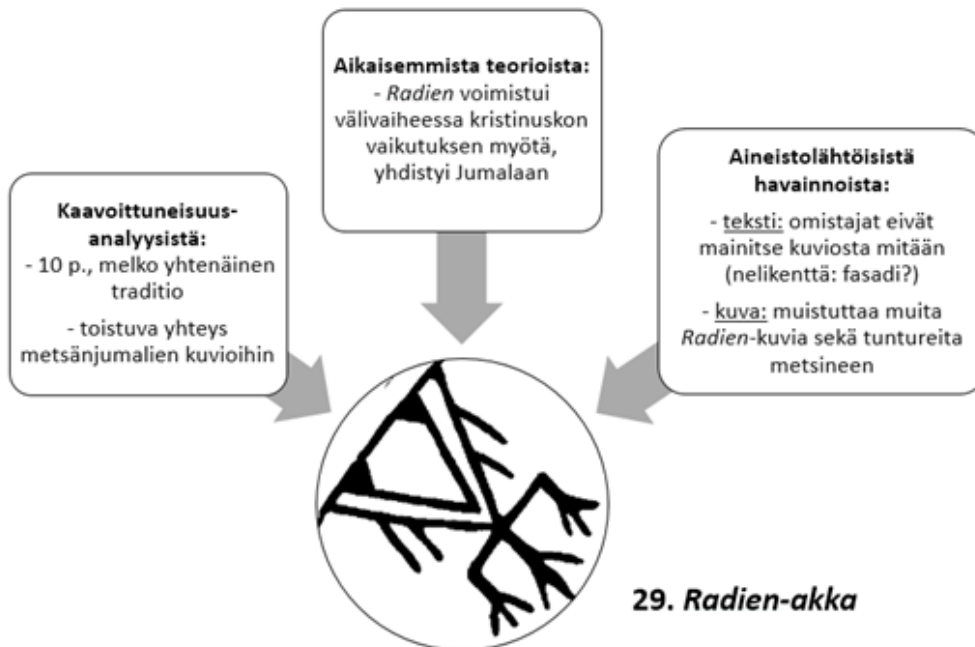 Kaavoittuneisuus-
analyysistä:
- 10 p., melko yhtenäinen
traditio
- toistuva yhteys
metsänjumalien kuvioihin
Aikaisemmista teorioista:
- Radien voimistui
välivaiheessa kristinuskon
vaikutuksen myötä,
yhdistyi Jumalaan
Aineistolähtöisistä
havainnoista:
- teksti: omistajat eivät
mainitse kuviosta mitään
(nelikenttä: fasadi?)
- kuva: muistuttaa muita
Radien-kuvia sekä tuntureita
metsineen
29. Radien-akka